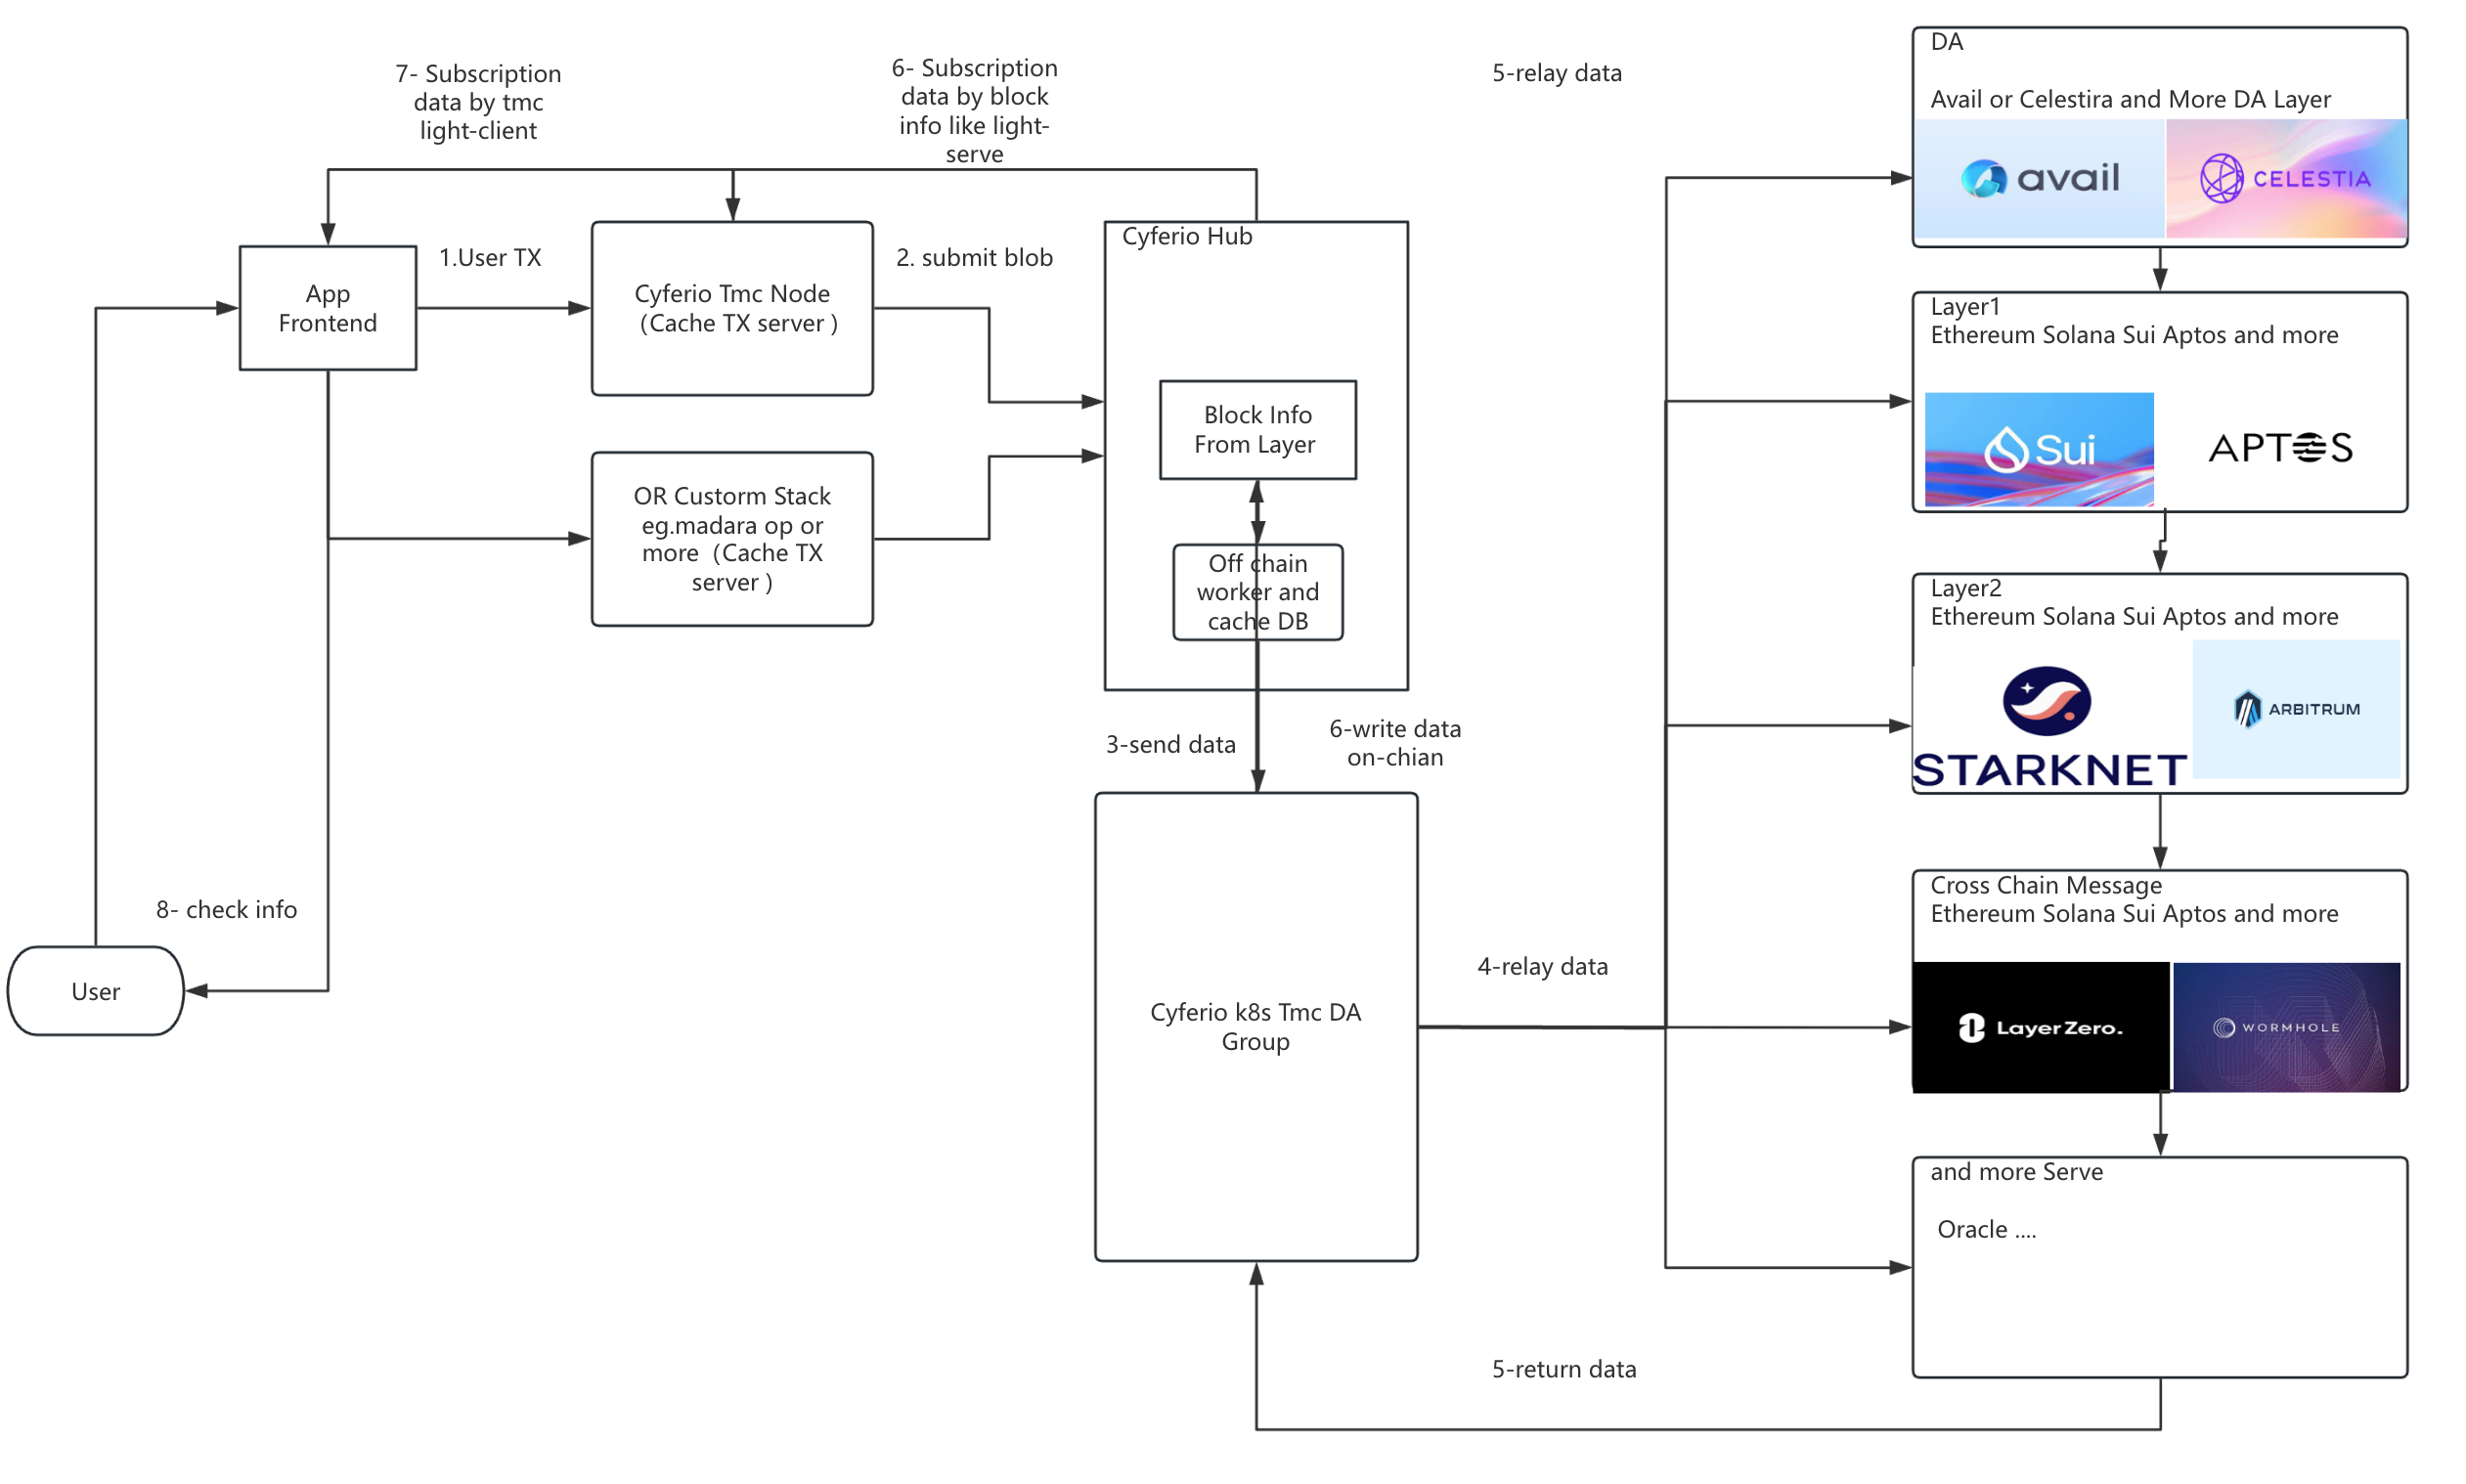 7- Subscription
data by tmc
light-client
6- Subscription
data by block
info like light-
serve
5-relay data
DA
Avail or Celestira and More DA Layer
avail
CELESTIA
Cyferio Hub
1.User TX
2. submit blob
App
Frontend
Cyferio Tmc Node
（Cache TX server ）
Layer1
Ethereum Solana Sui Aptos and more
Sui
APTOS
Block Info
From Layer
OR Custorm Stack
eg.madara op or
more（Cache TX
server ）
Off chain
worker and
cache DB
Layer2
Ethereum Solana Sui Aptos and more
STARKNET
ARBITRUM
3-send data
6-write data
on-chian
8- check info
User
Cyferio k8s Tmc DA
Group
4-relay data
Cross Chain Message
Ethereum Solana Sui Aptos and more
LayerZero.
WORMHOLE
and more Serve
Oracle ....
5-return data